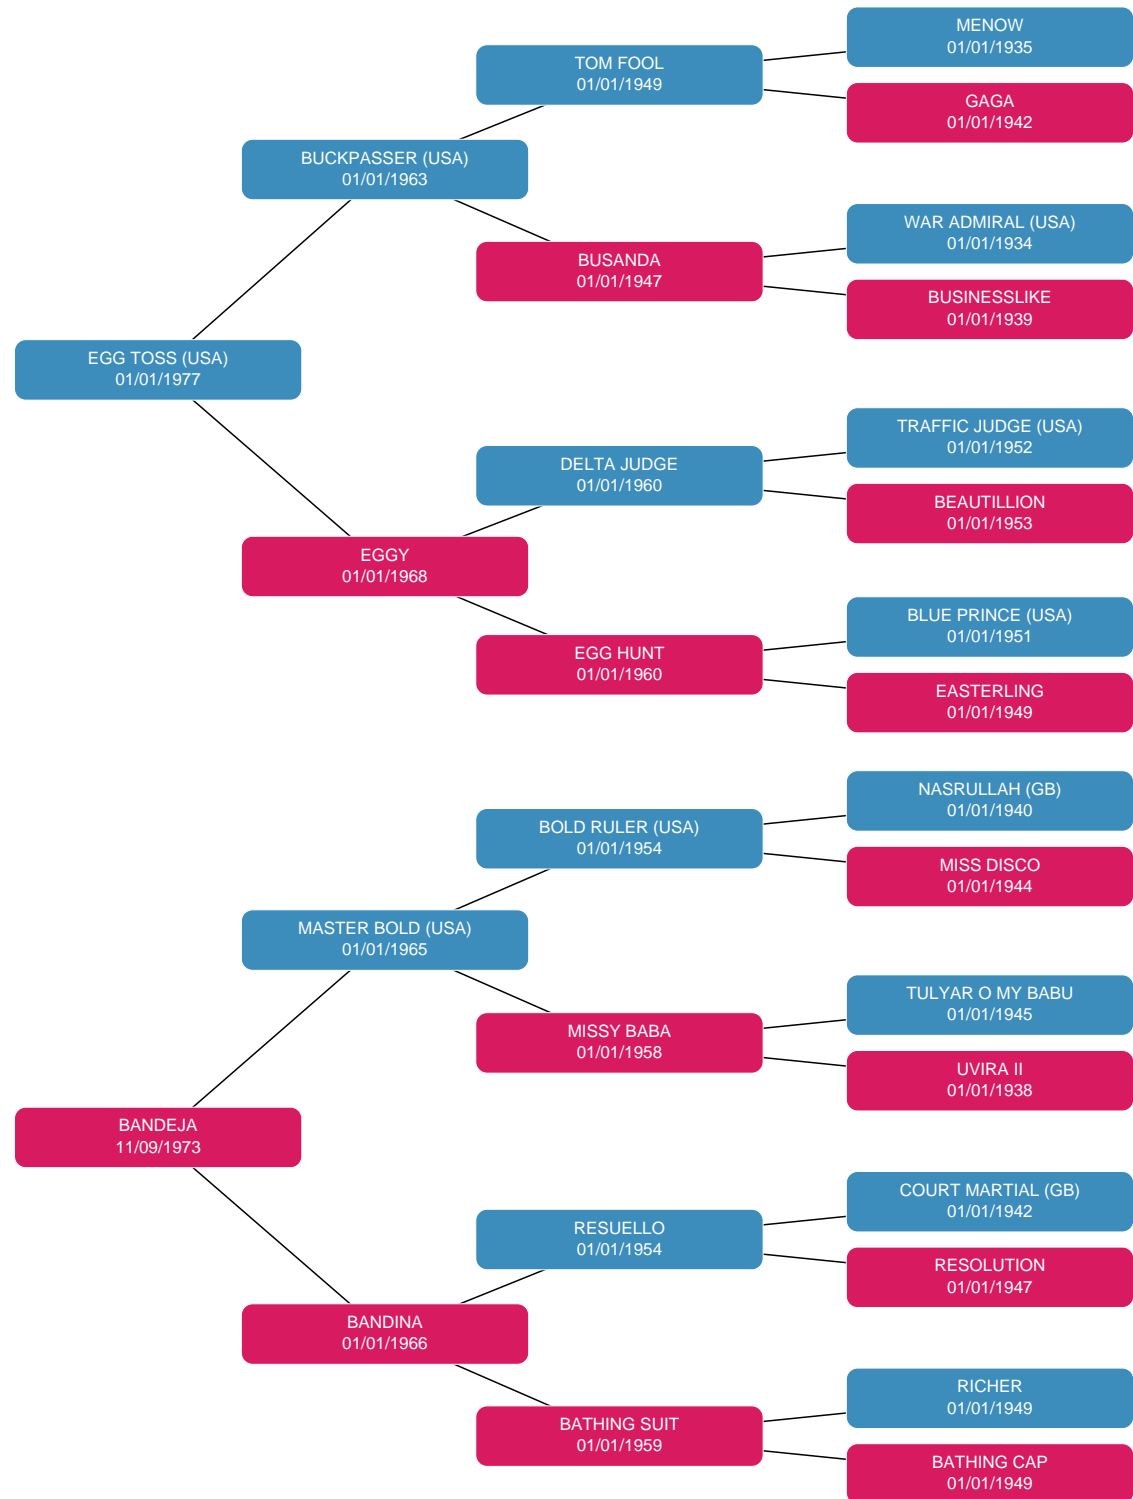 MENOW
01/01/1935
TOM FOOL
01/01/1949
GAGA
01/01/1942
BUCKPASSER (USA)
01/01/1963
WAR ADMIRAL (USA)
01/01/1934
BUSANDA
01/01/1947
BUSINESSLIKE
01/01/1939
EGG TOSS (USA)
01/01/1977
TRAFFIC JUDGE (USA)
01/01/1952
DELTA JUDGE
01/01/1960
BEAUTILLION
01/01/1953
EGGY
01/01/1968
BLUE PRINCE (USA)
01/01/1951
EGG HUNT
01/01/1960
EASTERLING
01/01/1949
NASRULLAH (GB)
01/01/1940
BOLD RULER (USA)
01/01/1954
MISS DISCO
01/01/1944
MASTER BOLD (USA)
01/01/1965
TULYAR O MY BABU
01/01/1945
MISSY BABA
01/01/1958
UVIRA II
01/01/1938
BANDEJA
11/09/1973
COURT MARTIAL (GB)
01/01/1942
RESUELLO
01/01/1954
RESOLUTION
01/01/1947
BANDINA
01/01/1966
RICHER
01/01/1949
BATHING SUIT
01/01/1959
BATHING CAP
01/01/1949